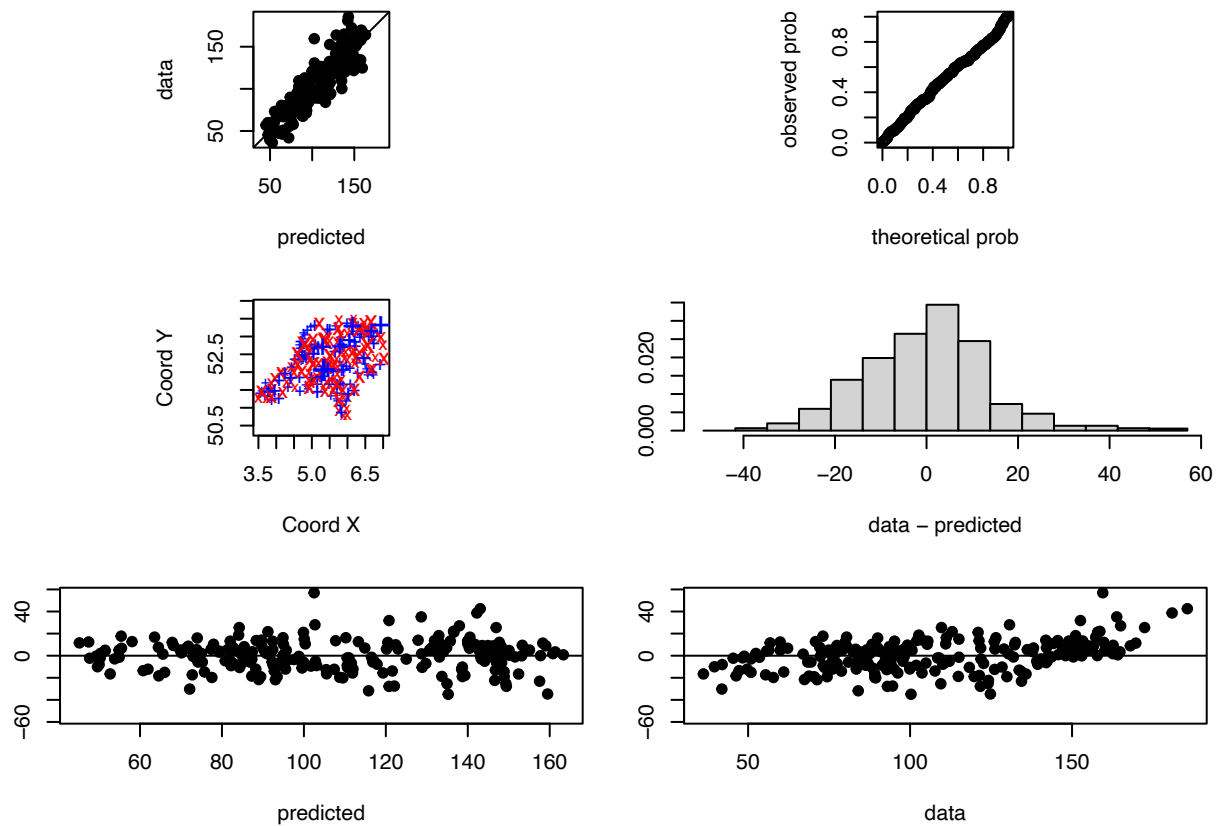 data
150
50
50 150
predicted
observed prob
0.8
0.4
0.0
0.0 0.4 0.8
theoretical prob
Coord Y
52.5
50.5
3.5 5.0 6.5
Coord X
0.020
0.000
−40 −20 0 20 40 60
data − predicted
40
0
−60
60 80 100 120 140 160
predicted
40
0
−60
50 100 150
data